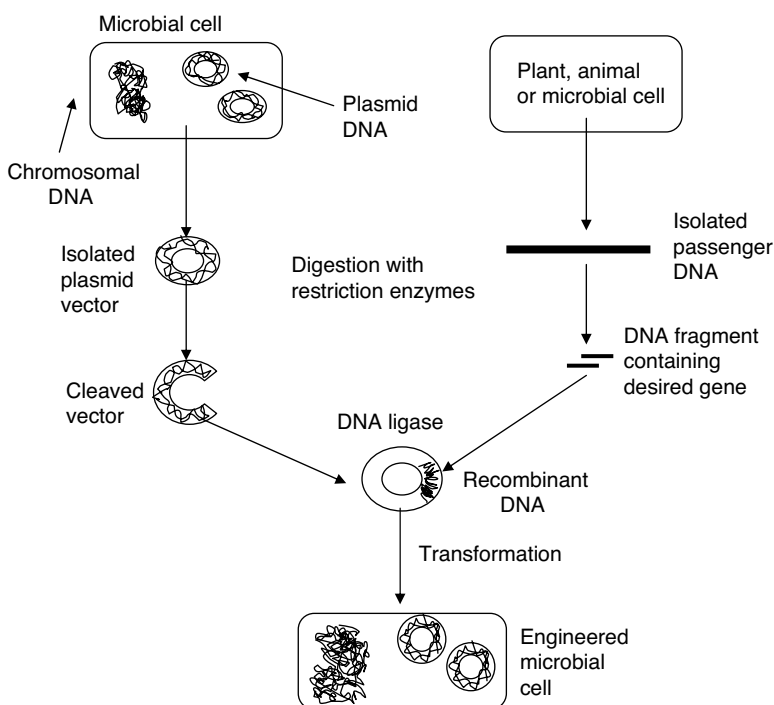 Microbial cell
Plasmid
DNA
Chromosomal
DNA
Plant, animal
or microbial cell
Isolated
plasmid
vector
Digestion with
restriction enzymes
Isolated
passenger
DNA
Cleaved
vector
DNA fragment
containing
desired gene
DNA ligase
Recombinant
DNA
Transformation
Engineered
microbial
cell